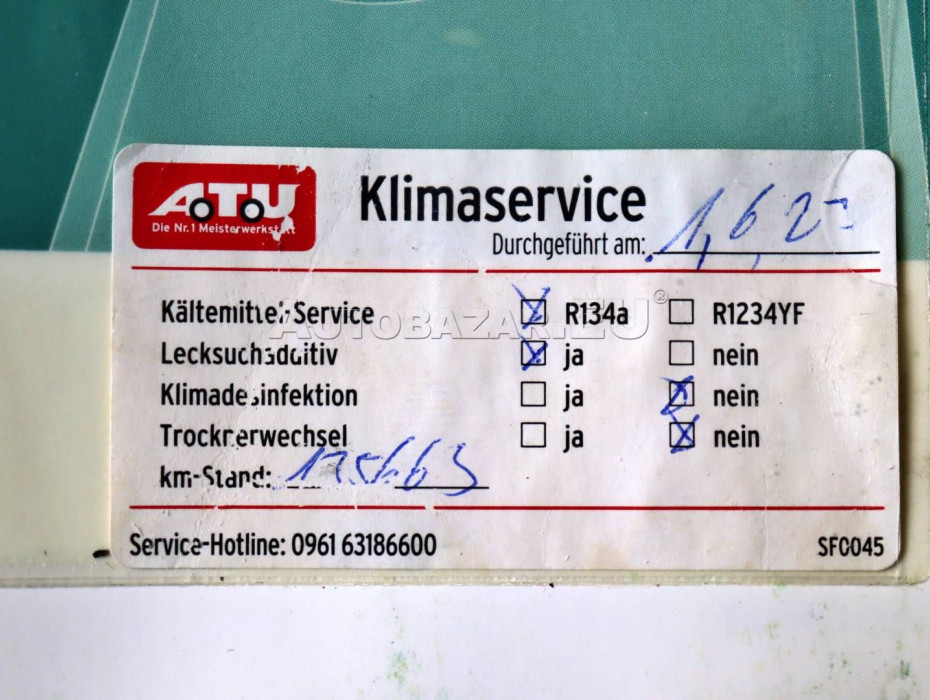 ATU
Die Nr.1 Meisterwerkstatt
Klimaservice
Durchgeführt am: 1,6,2
Kältemittel-Service R134a R1234YF
AUTOBAZAR.EU®
Lecksuchadditiv ja nein
Klimadesinfektion ja nein
Trocknerwechsel ja nein
km-Stand:
Service-Hotline: 0961 63186600
SFC045